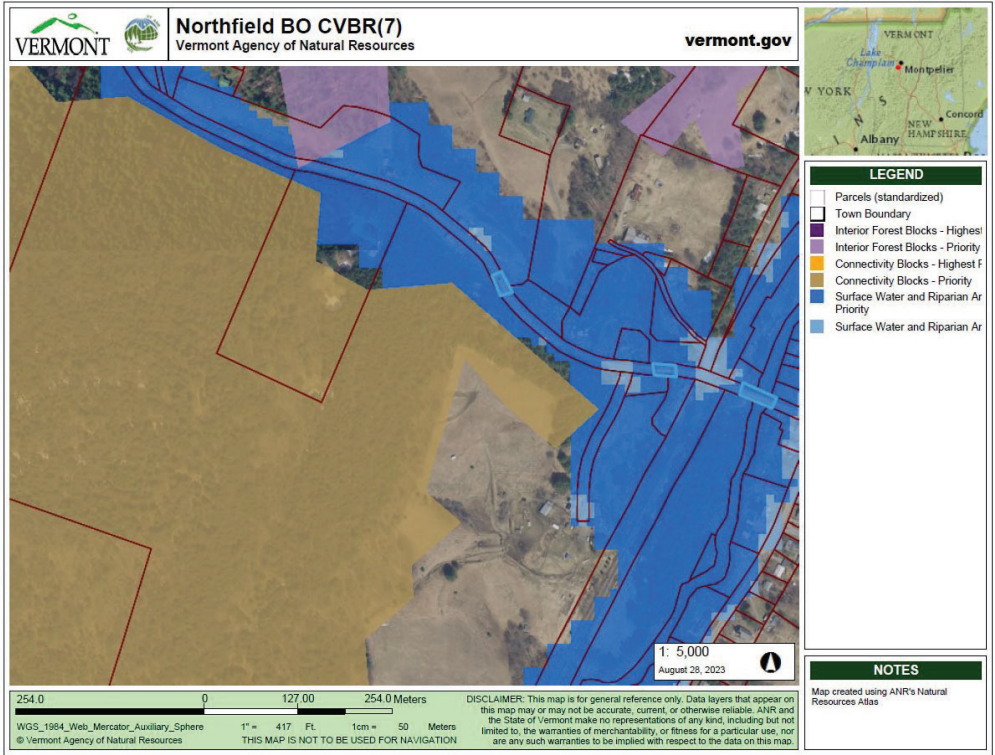 VERMONT
Northfield BO CVBR(7)
Vermont Agency of Natural Resources
vermont.gov
VERMONT
Lake
Champlain
Montpelier
W YORK
Concord
NEW
HAMPSHIRE
Albany
LEGEND
Parcels (standardized)
Town Boundary
Interior Forest Blocks - Highest
Interior Forest Blocks - Priority
Connectivity Blocks - Highest P
Connectivity Blocks - Priority
Surface Water and Riparian Ar
Priority
Surface Water and Riparian Ar
1: 5,000
August 28, 2023
NOTES
Map created using ANR's Natural
Resources Atlas
254.0 0 127.00 254.0 Meters
WGS_1984_Web_Mercator_Auxiliary_Sphere 1" = 417 Ft. 1cm = 50 Meters
© Vermont Agency of Natural Resources THIS MAP IS NOT TO BE USED FOR NAVIGATION
DISCLAIMER: This map is for general reference only. Data layers that appear on
this map may or may not be accurate, current, or otherwise reliable. ANR and
the State of Vermont make no representations of any kind, including but not
limited to, the warranties of merchantability, or fitness for a particular use, nor
are any such warranties to be implied with respect to the data on this map.